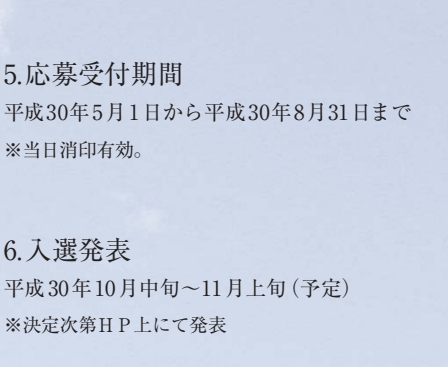 5.応募受付期間
平成30年5月1日から平成30年8月31日まで
※当日消印有効。
6.入選発表
平成30年10月中旬〜11月上旬(予定)
※決定次第ＨＰ上にて発表